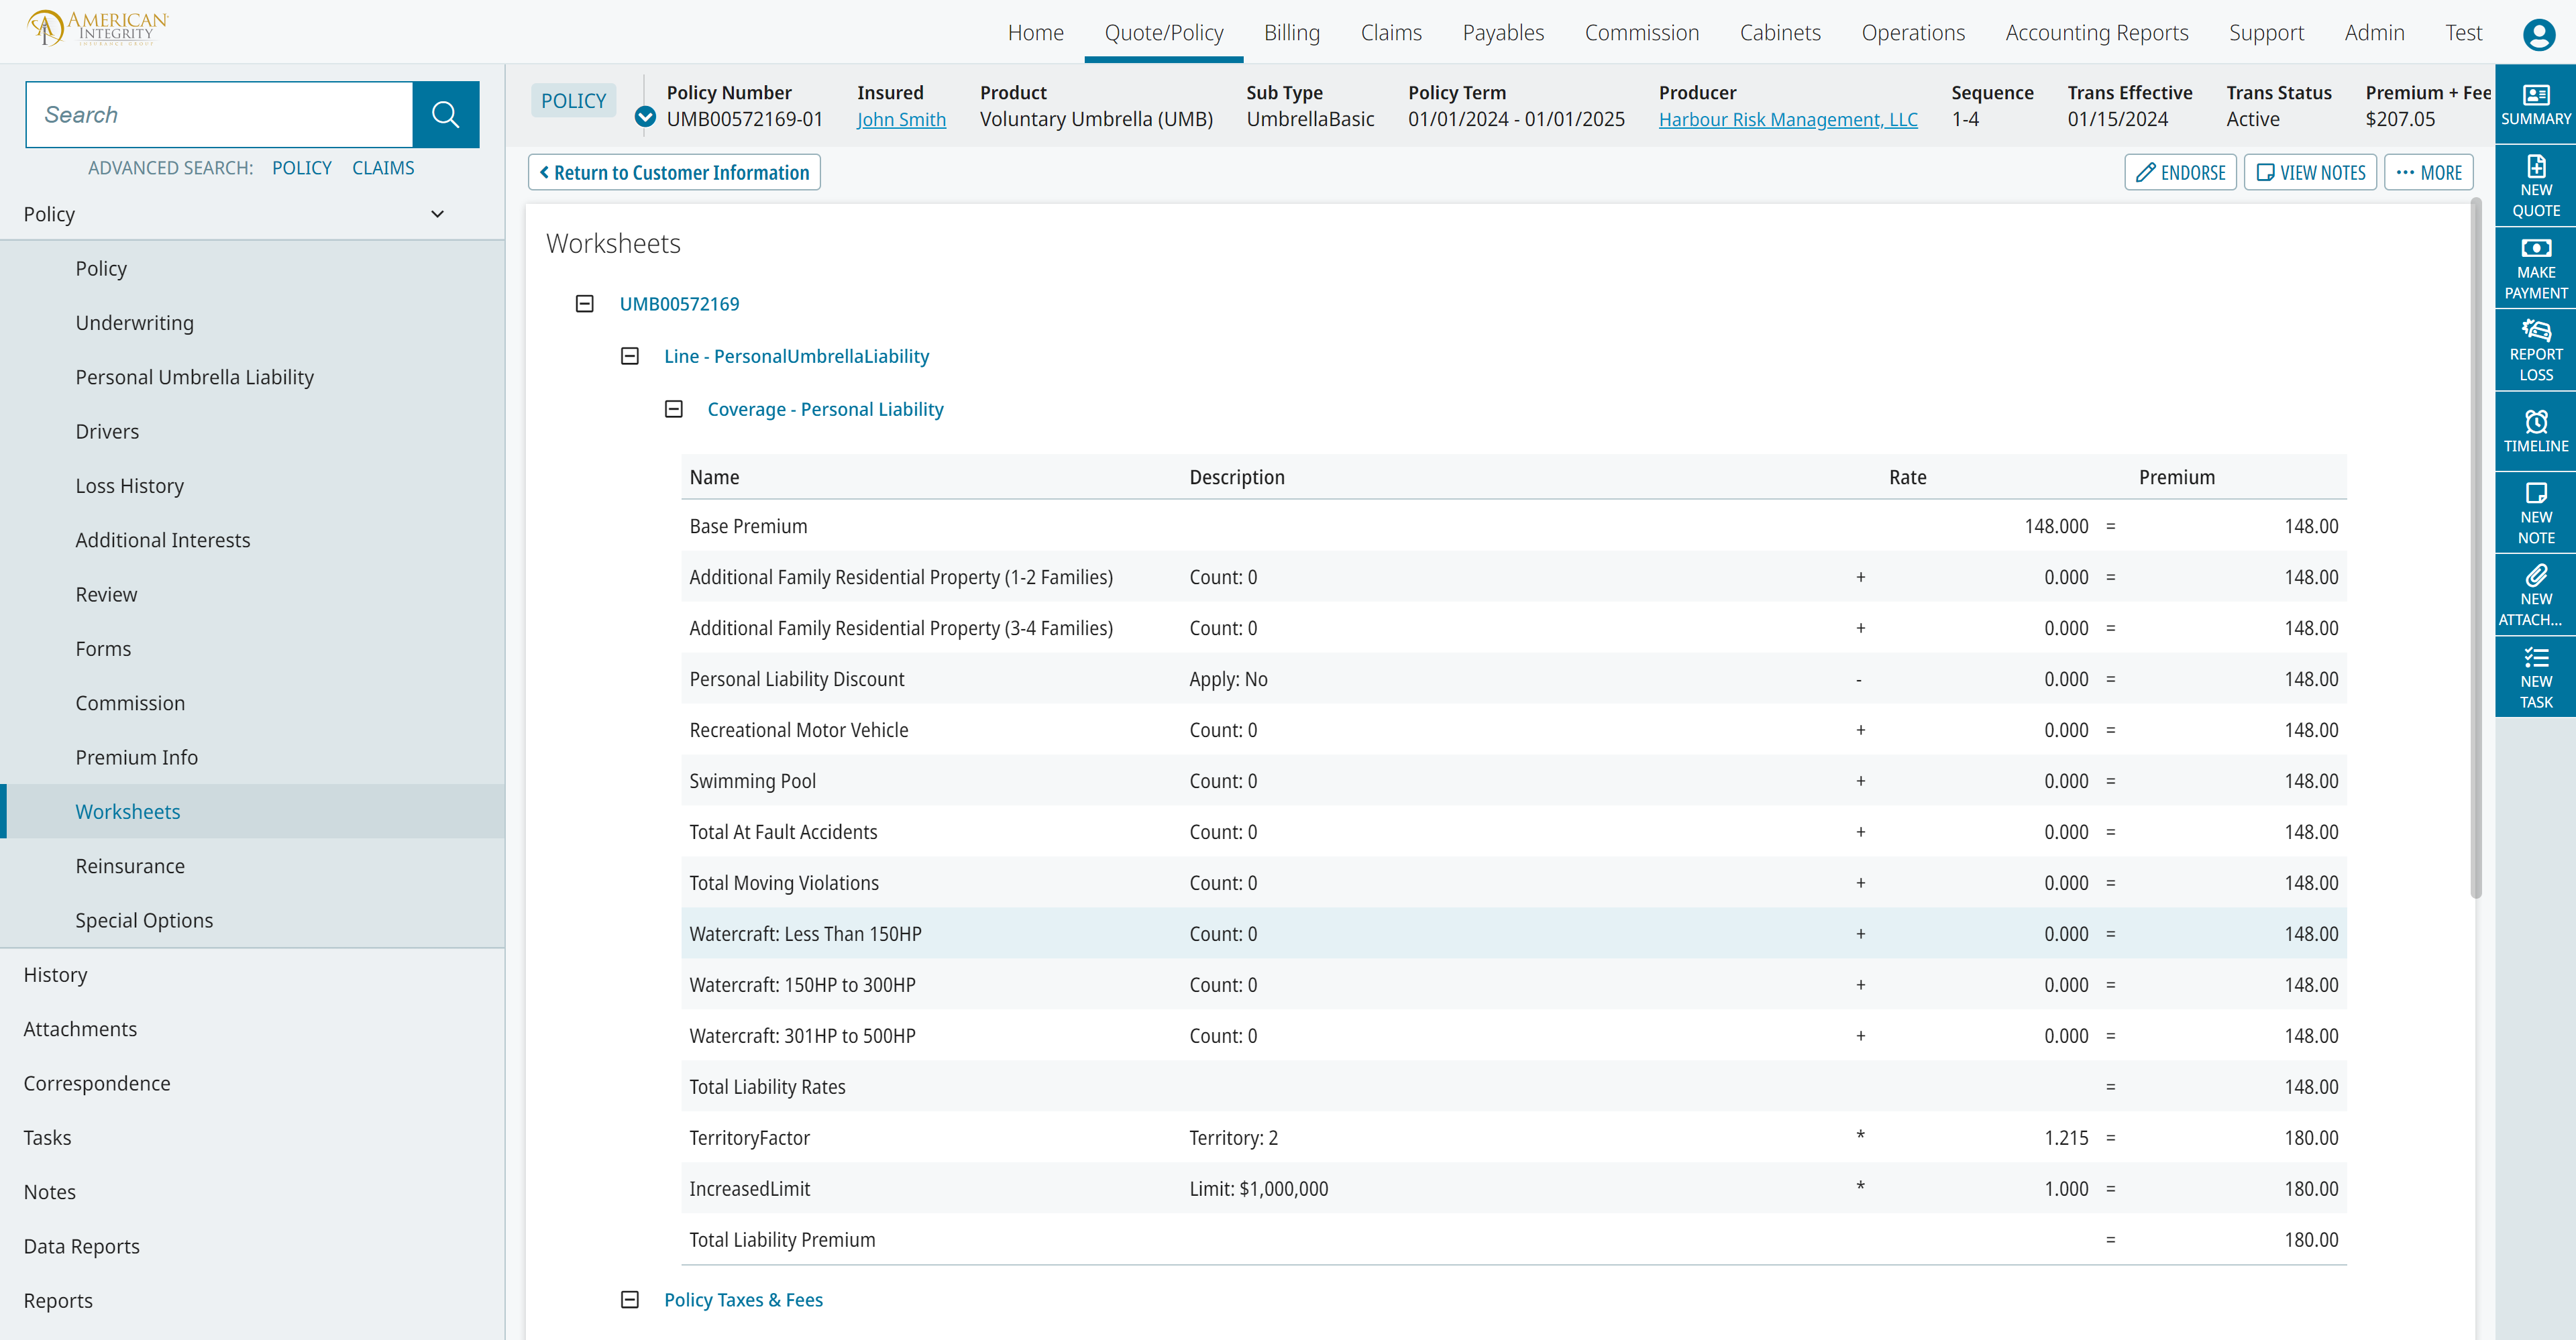 AMERICAN
INTEGRITY
INSURANCE GROUP
Home Quote/Policy Billing Claims Payables Commission Cabinets Operations Accounting Reports Support Admin Test
Search
ADVANCED SEARCH: POLICY CLAIMS
Policy
Policy
Underwriting
Personal Umbrella Liability
Drivers
Loss History
Additional Interests
Review
Forms
Commission
Premium Info
Worksheets
Reinsurance
Special Options
History
Attachments
Correspondence
Tasks
Notes
Data Reports
Reports
POLICY
Policy Number Insured Product Sub Type Policy Term Producer Sequence Trans Effective Trans Status Premium + Fee
UMB00572169-01 John Smith Voluntary Umbrella (UMB) UmbrellaBasic 01/01/2024 - 01/01/2025 Harbour Risk Management, LLC 1-4 01/15/2024 Active $207.05
Return to Customer Information
ENDORSE VIEW NOTES MORE
Worksheets
UMB00572169
Line - PersonalUmbrellaLiability
Coverage - Personal Liability
Name Description Rate Premium
Base Premium 148.000 = 148.00
Additional Family Residential Property (1-2 Families) Count: 0 + 0.000 = 148.00
Additional Family Residential Property (3-4 Families) Count: 0 + 0.000 = 148.00
Personal Liability Discount Apply: No - 0.000 = 148.00
Recreational Motor Vehicle Count: 0 + 0.000 = 148.00
Swimming Pool Count: 0 + 0.000 = 148.00
Total At Fault Accidents Count: 0 + 0.000 = 148.00
Total Moving Violations Count: 0 + 0.000 = 148.00
Watercraft: Less Than 150HP Count: 0 + 0.000 = 148.00
Watercraft: 150HP to 300HP Count: 0 + 0.000 = 148.00
Watercraft: 301HP to 500HP Count: 0 + 0.000 = 148.00
Total Liability Rates = 148.00
TerritoryFactor Territory: 2 * 1.215 = 180.00
IncreasedLimit Limit: $1,000,000 * 1.000 = 180.00
Total Liability Premium = 180.00
Policy Taxes & Fees
SUMMARY
NEW
QUOTE
MAKE
PAYMENT
REPORT
LOSS
TIMELINE
NEW
NOTE
NEW
ATTACH...
NEW
TASK